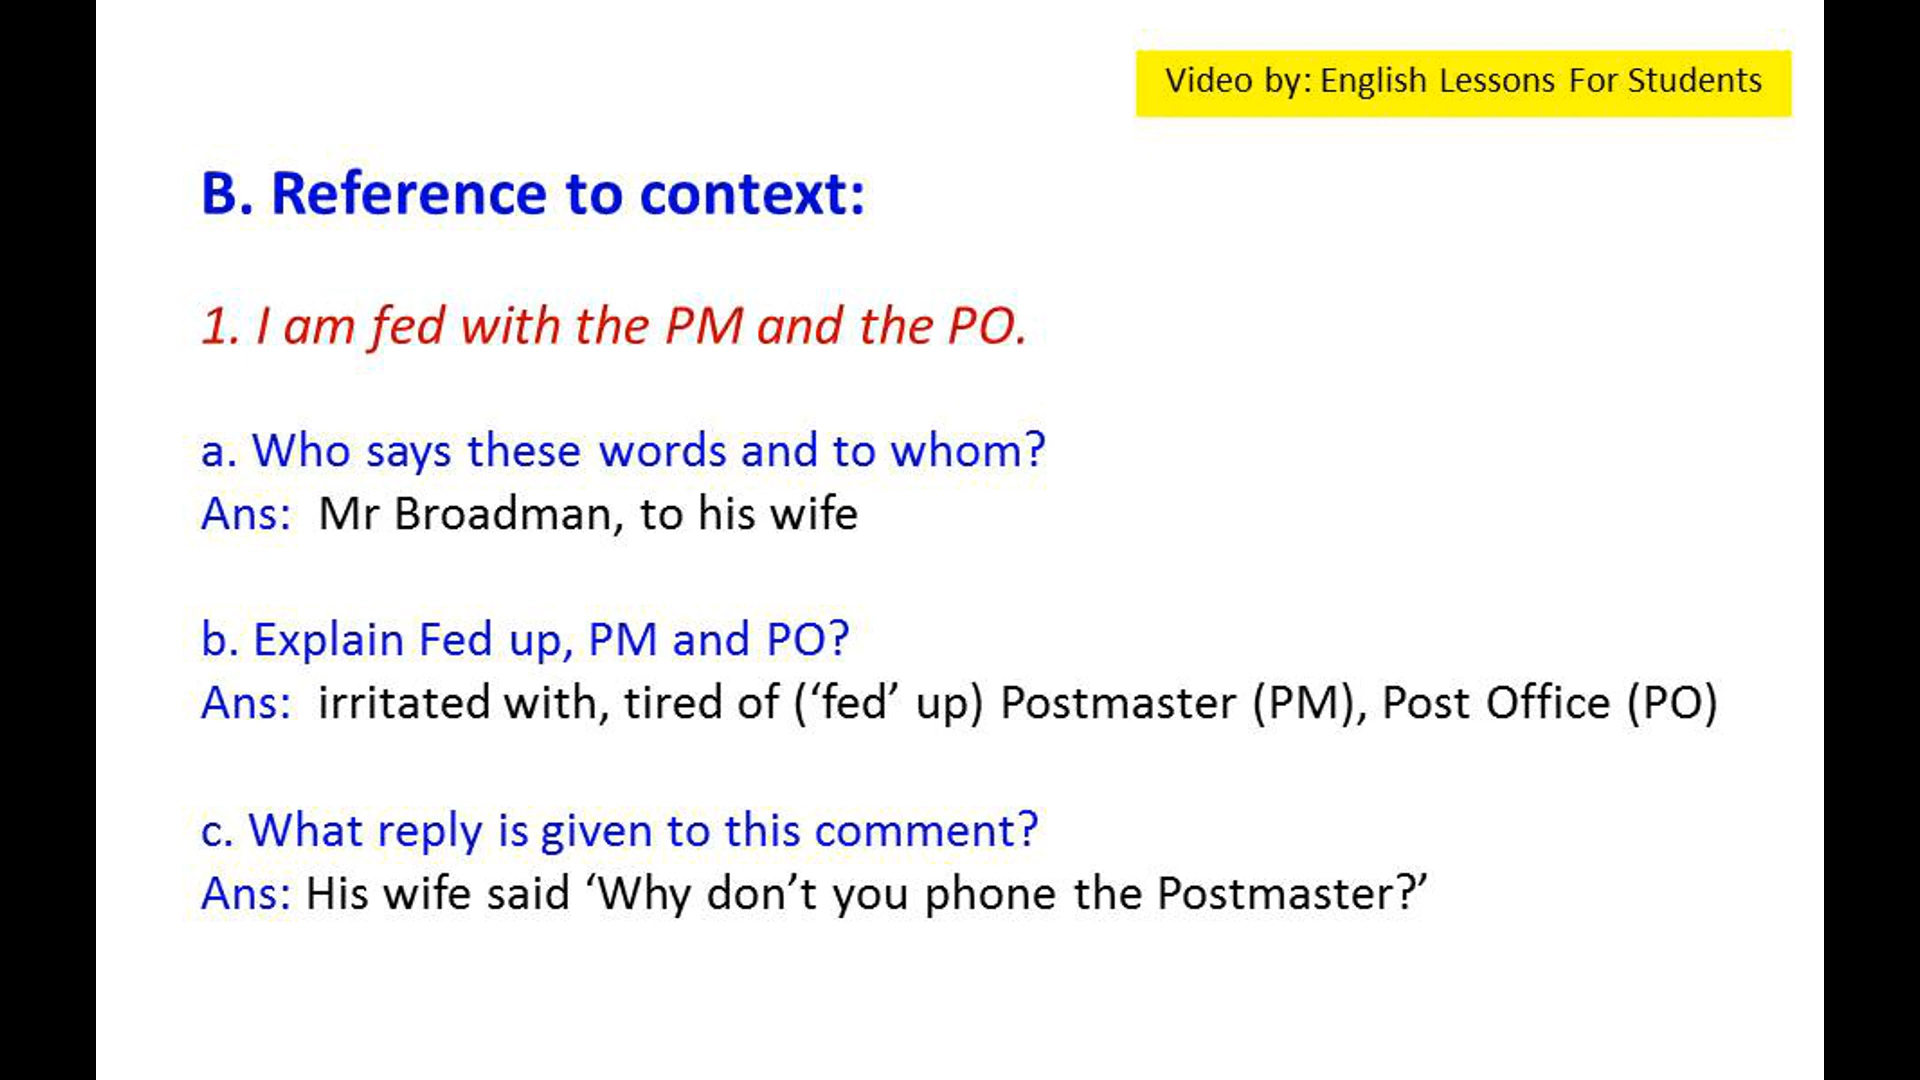 Video by: English Lessons For Students
B. Reference to context:
1. I am fed with the PM and the PO.
a. Who says these words and to whom?
Ans: Mr Broadman, to his wife
b. Explain Fed up, PM and PO?
Ans: irritated with, tired of (‘fed’ up) Postmaster (PM), Post Office (PO)
c. What reply is given to this comment?
Ans: His wife said ‘Why don’t you phone the Postmaster?’